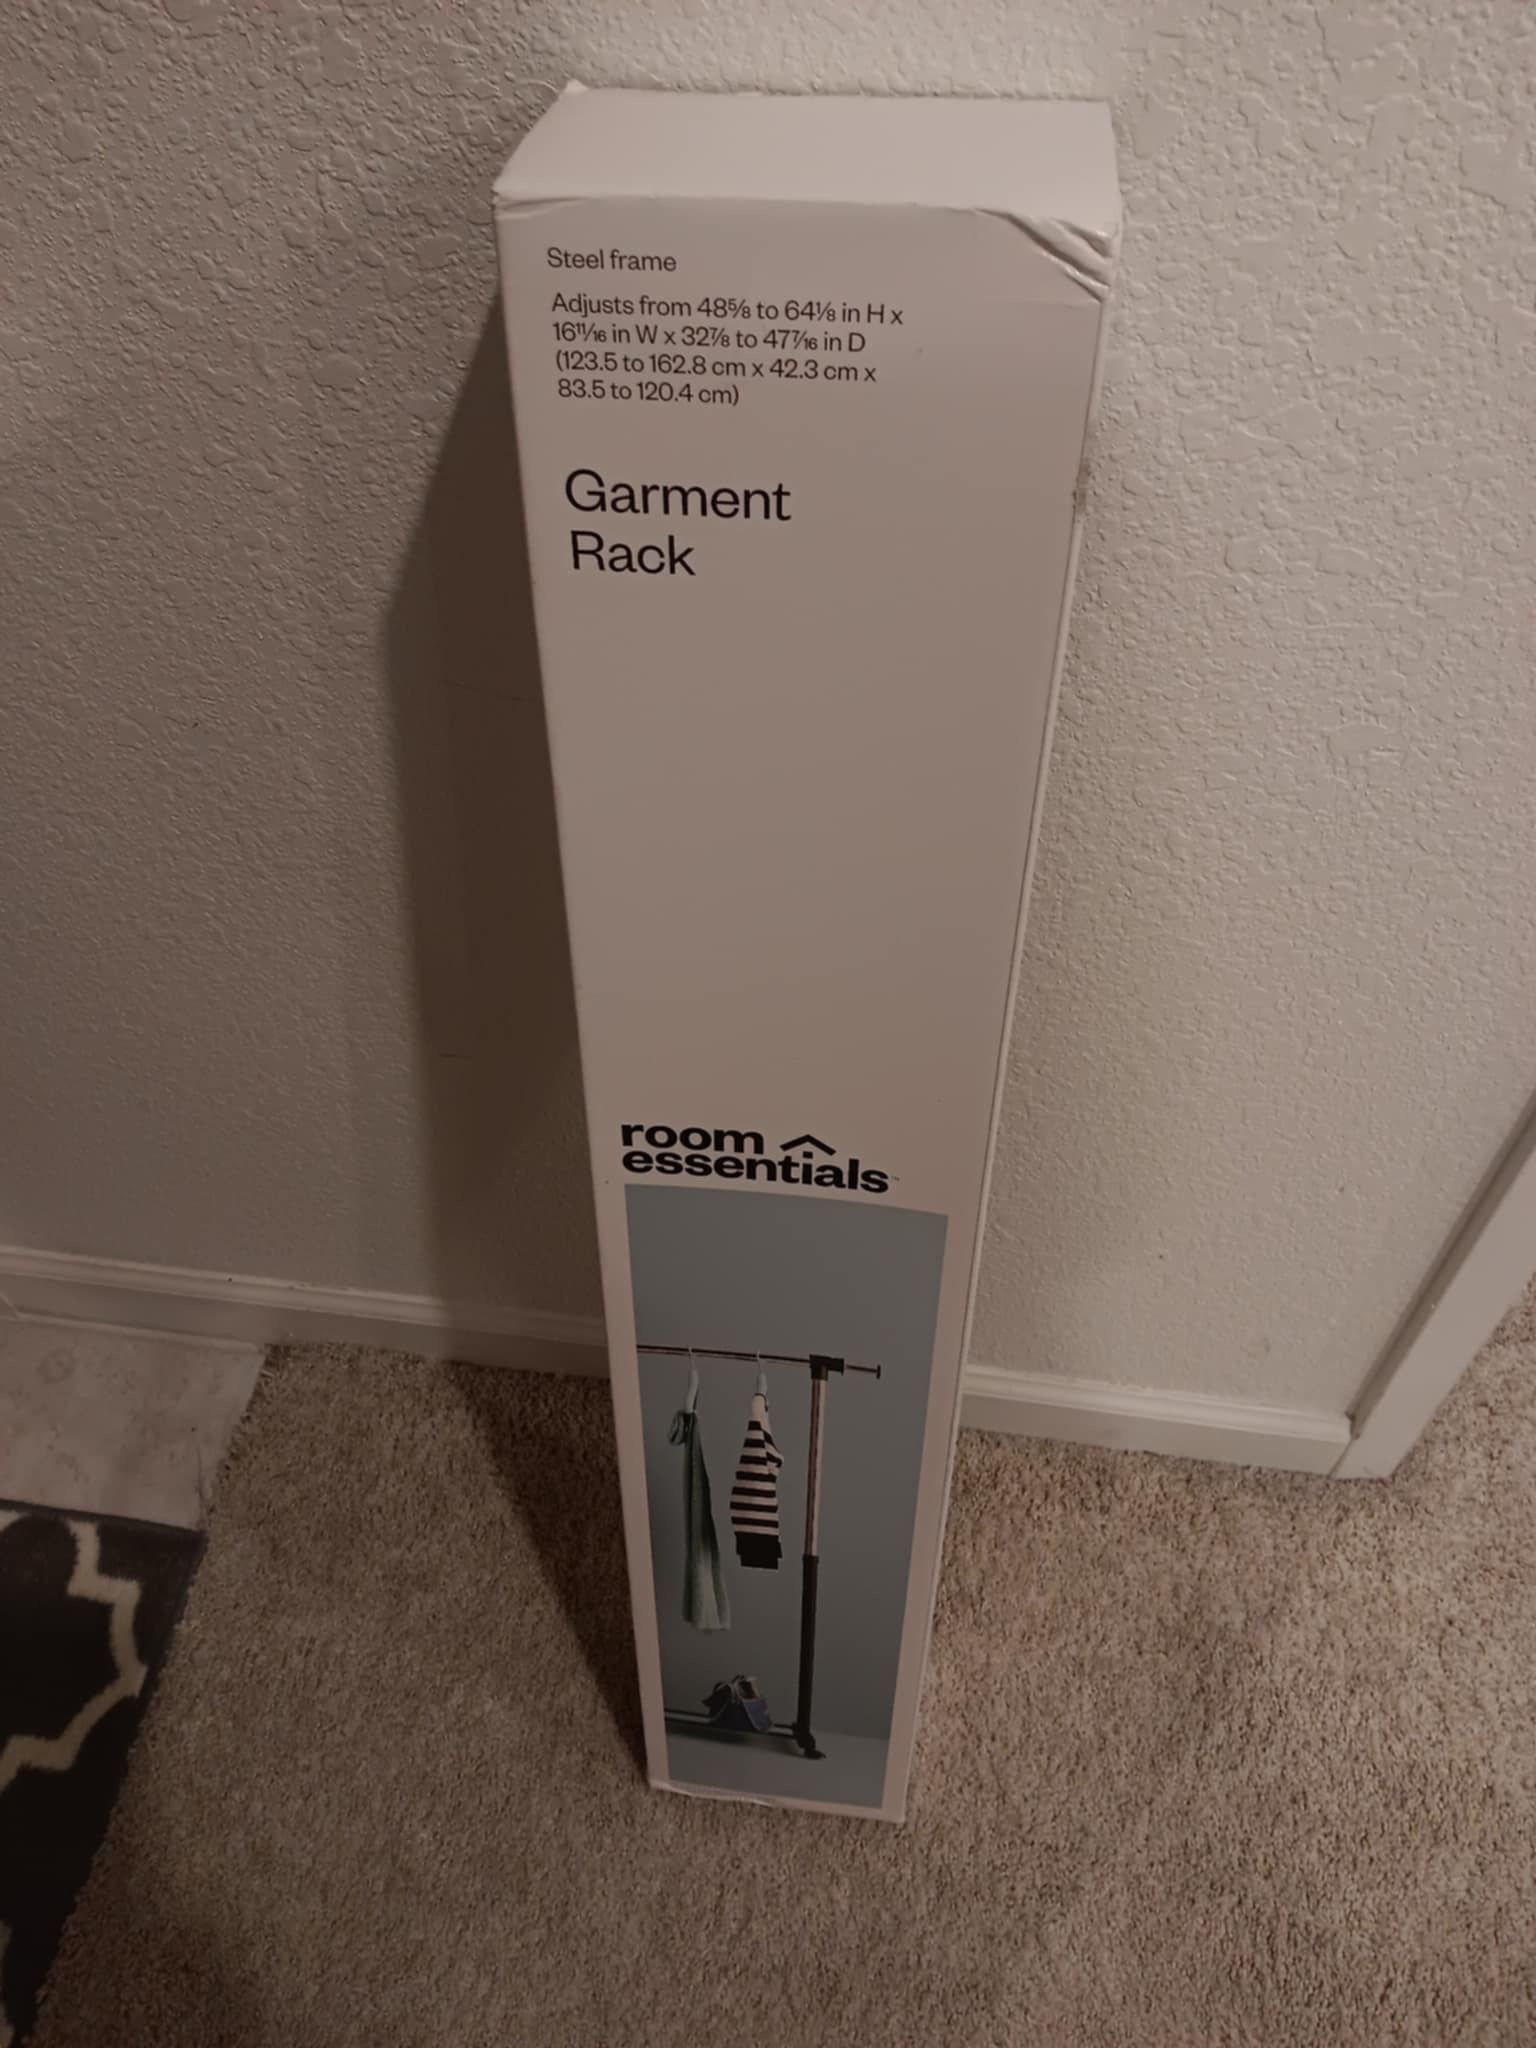 Steel frame
Adjusts from 48⅝ to 64⅛ in H x
16¹¹⁄₁₆ in W x 32⅞ to 47⁷⁄₁₆ in D
(123.5 to 162.8 cm x 42.3 cm x
83.5 to 120.4 cm)
Garment
Rack
room
essentials™